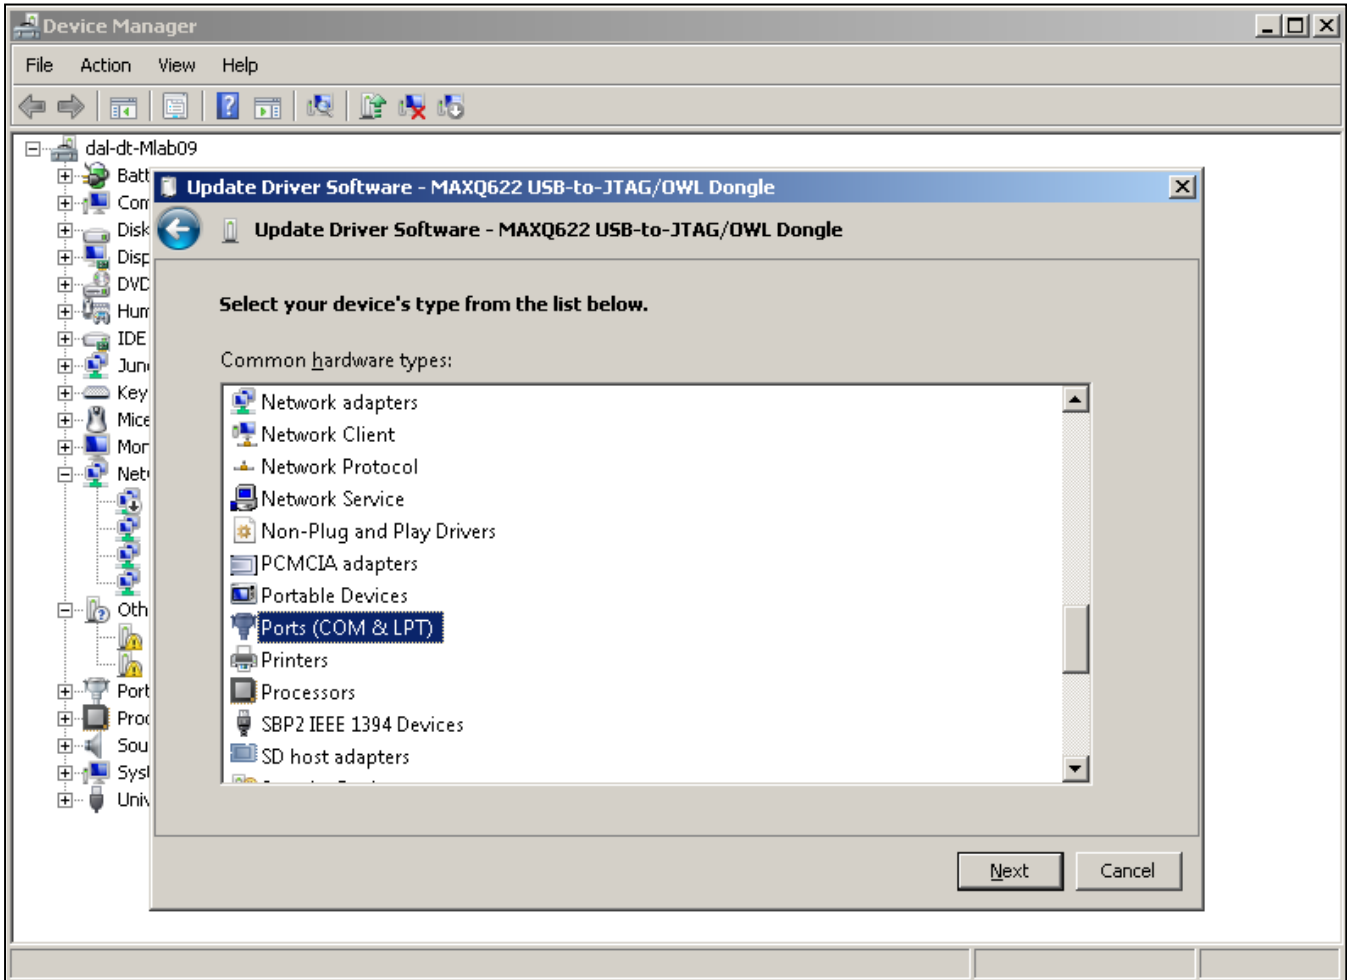 Device Manager
File Action View Help
dal-dt-Mlab09
Batt
Com
Disk
Disp
DVD
Hum
IDE
Key
Mice
Mon
Net
Oth
Port
Proc
Sou
Syst
Univ
Update Driver Software - MAXQ622 USB-to-JTAG/OWL Dongle
Update Driver Software - MAXQ622 USB-to-JTAG/OWL Dongle
Select your device's type from the list below.
Common hardware types:
Network adapters
Network Client
Network Protocol
Network Service
Non-Plug and Play Drivers
PCMCIA adapters
Portable Devices
Ports (COM & LPT)
Printers
Processors
SBP2 IEEE 1394 Devices
SD host adapters
Next Cancel